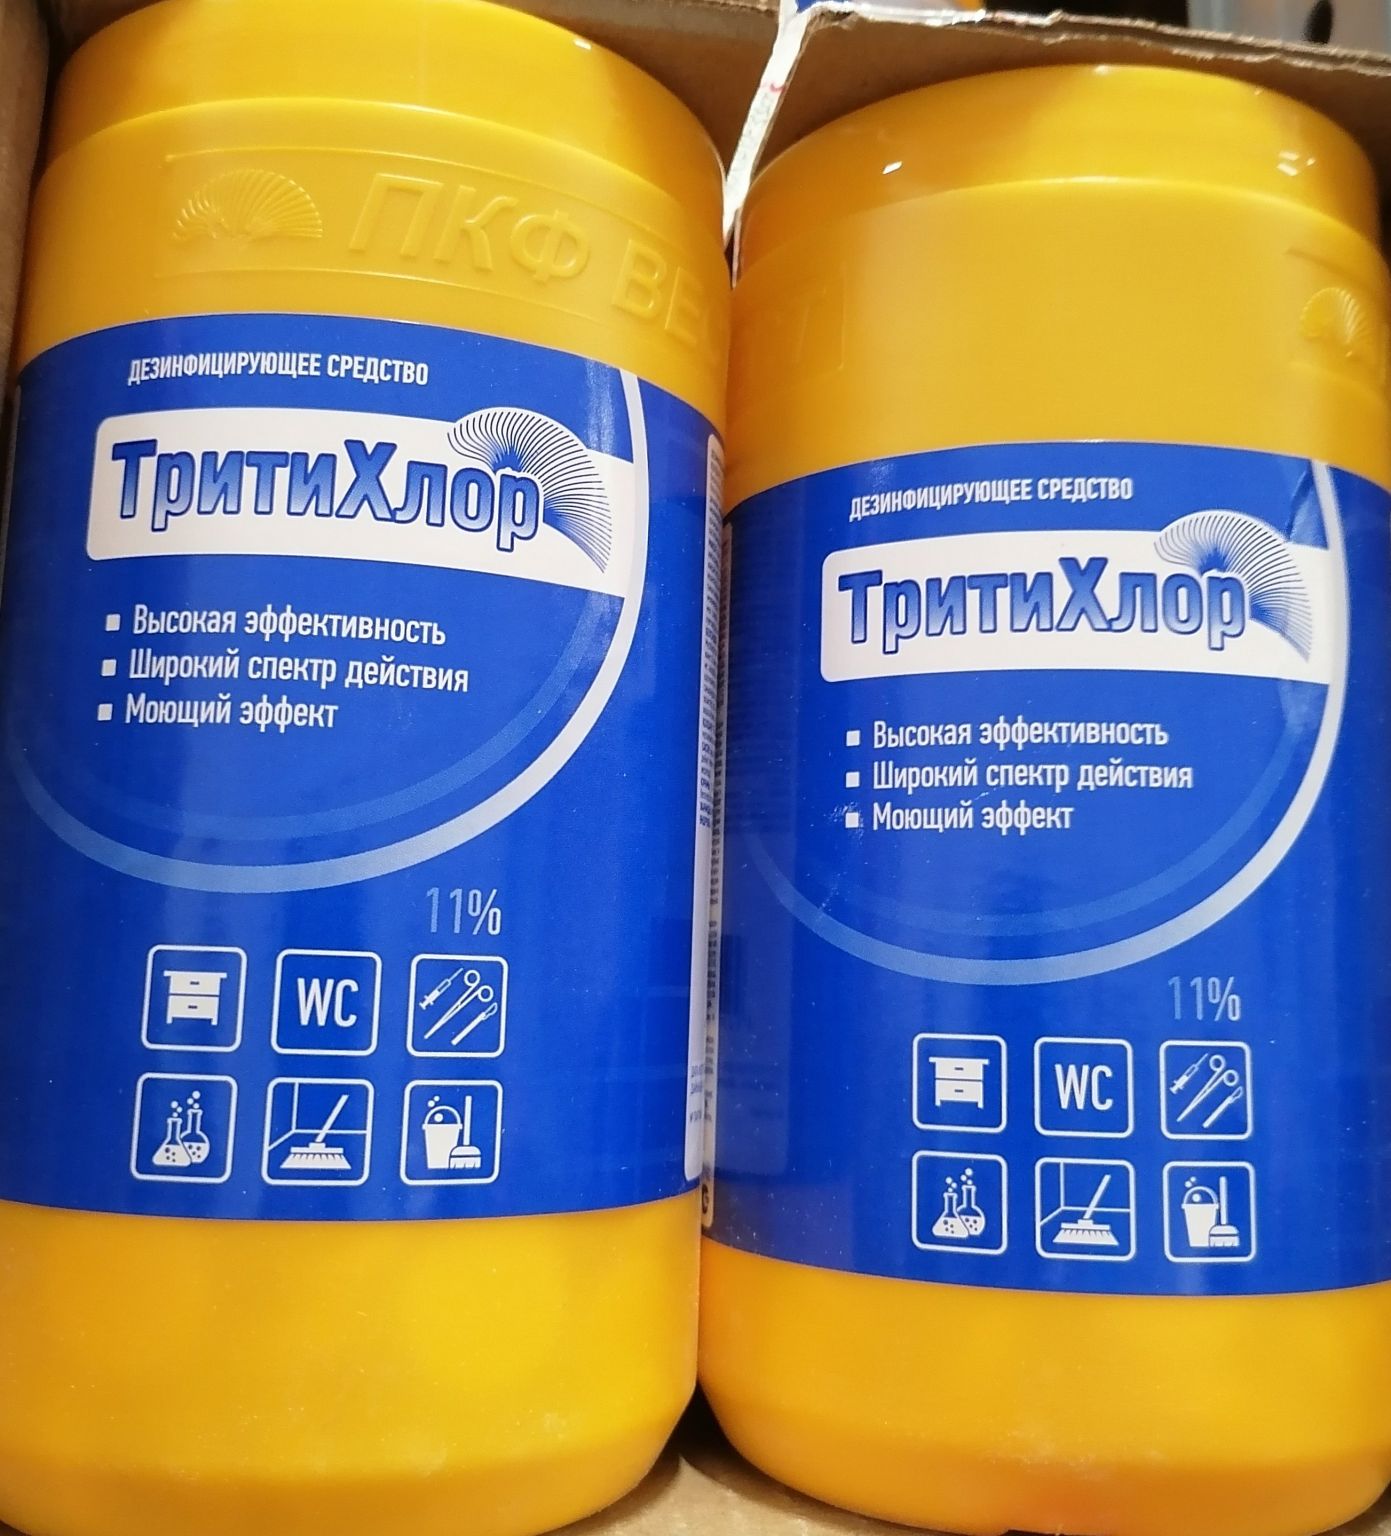 ПКФ
ДЕЗИНФИЦИРУЮЩЕЕ СРЕДСТВО
ТритиХлор
Высокая эффективность
Широкий спектр действия
Моющий эффект
11%
WC
ДЕЗИНФИЦИРУЮЩЕЕ СРЕДСТВО
ТритиХлор
Высокая эффективность
Широкий спектр действия
Моющий эффект
11%
WC